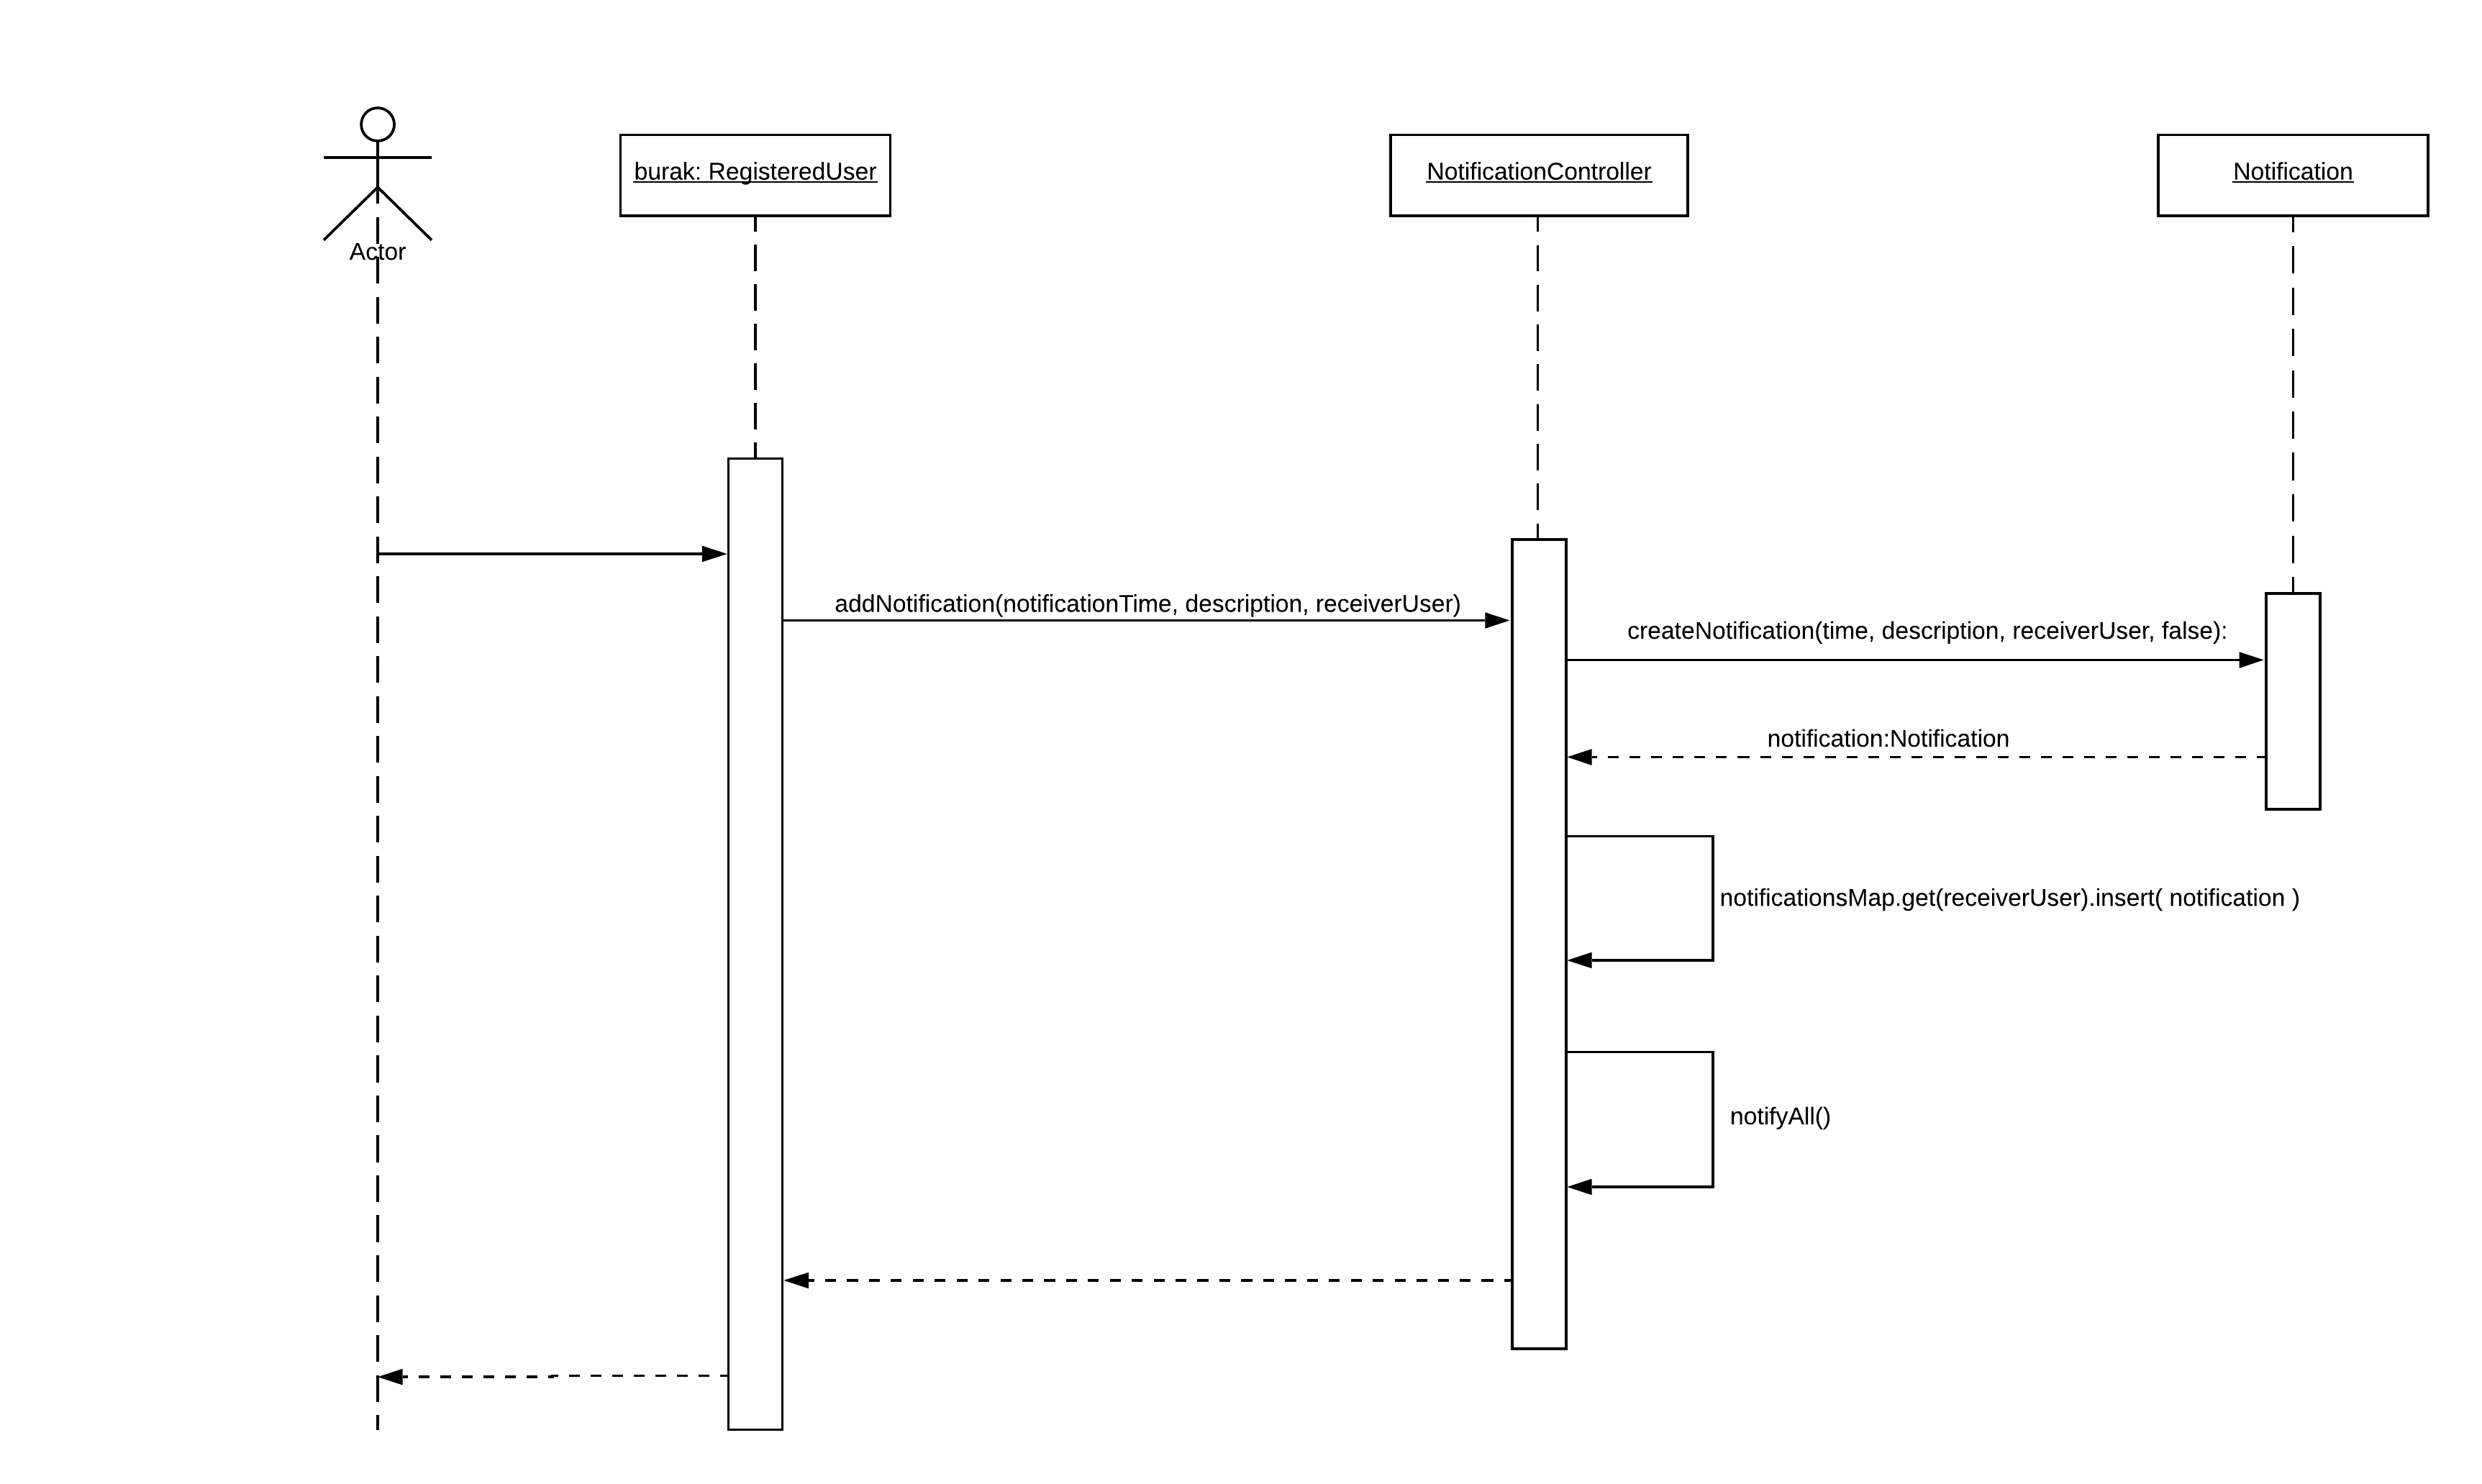 burak: RegisteredUser
NotificationController
Notification
Actor
addNotification(notificationTime, description, receiverUser)
createNotification(time, description, receiverUser, false):
notification:Notification
notificationsMap.get(receiverUser).insert( notification )
notifyAll()